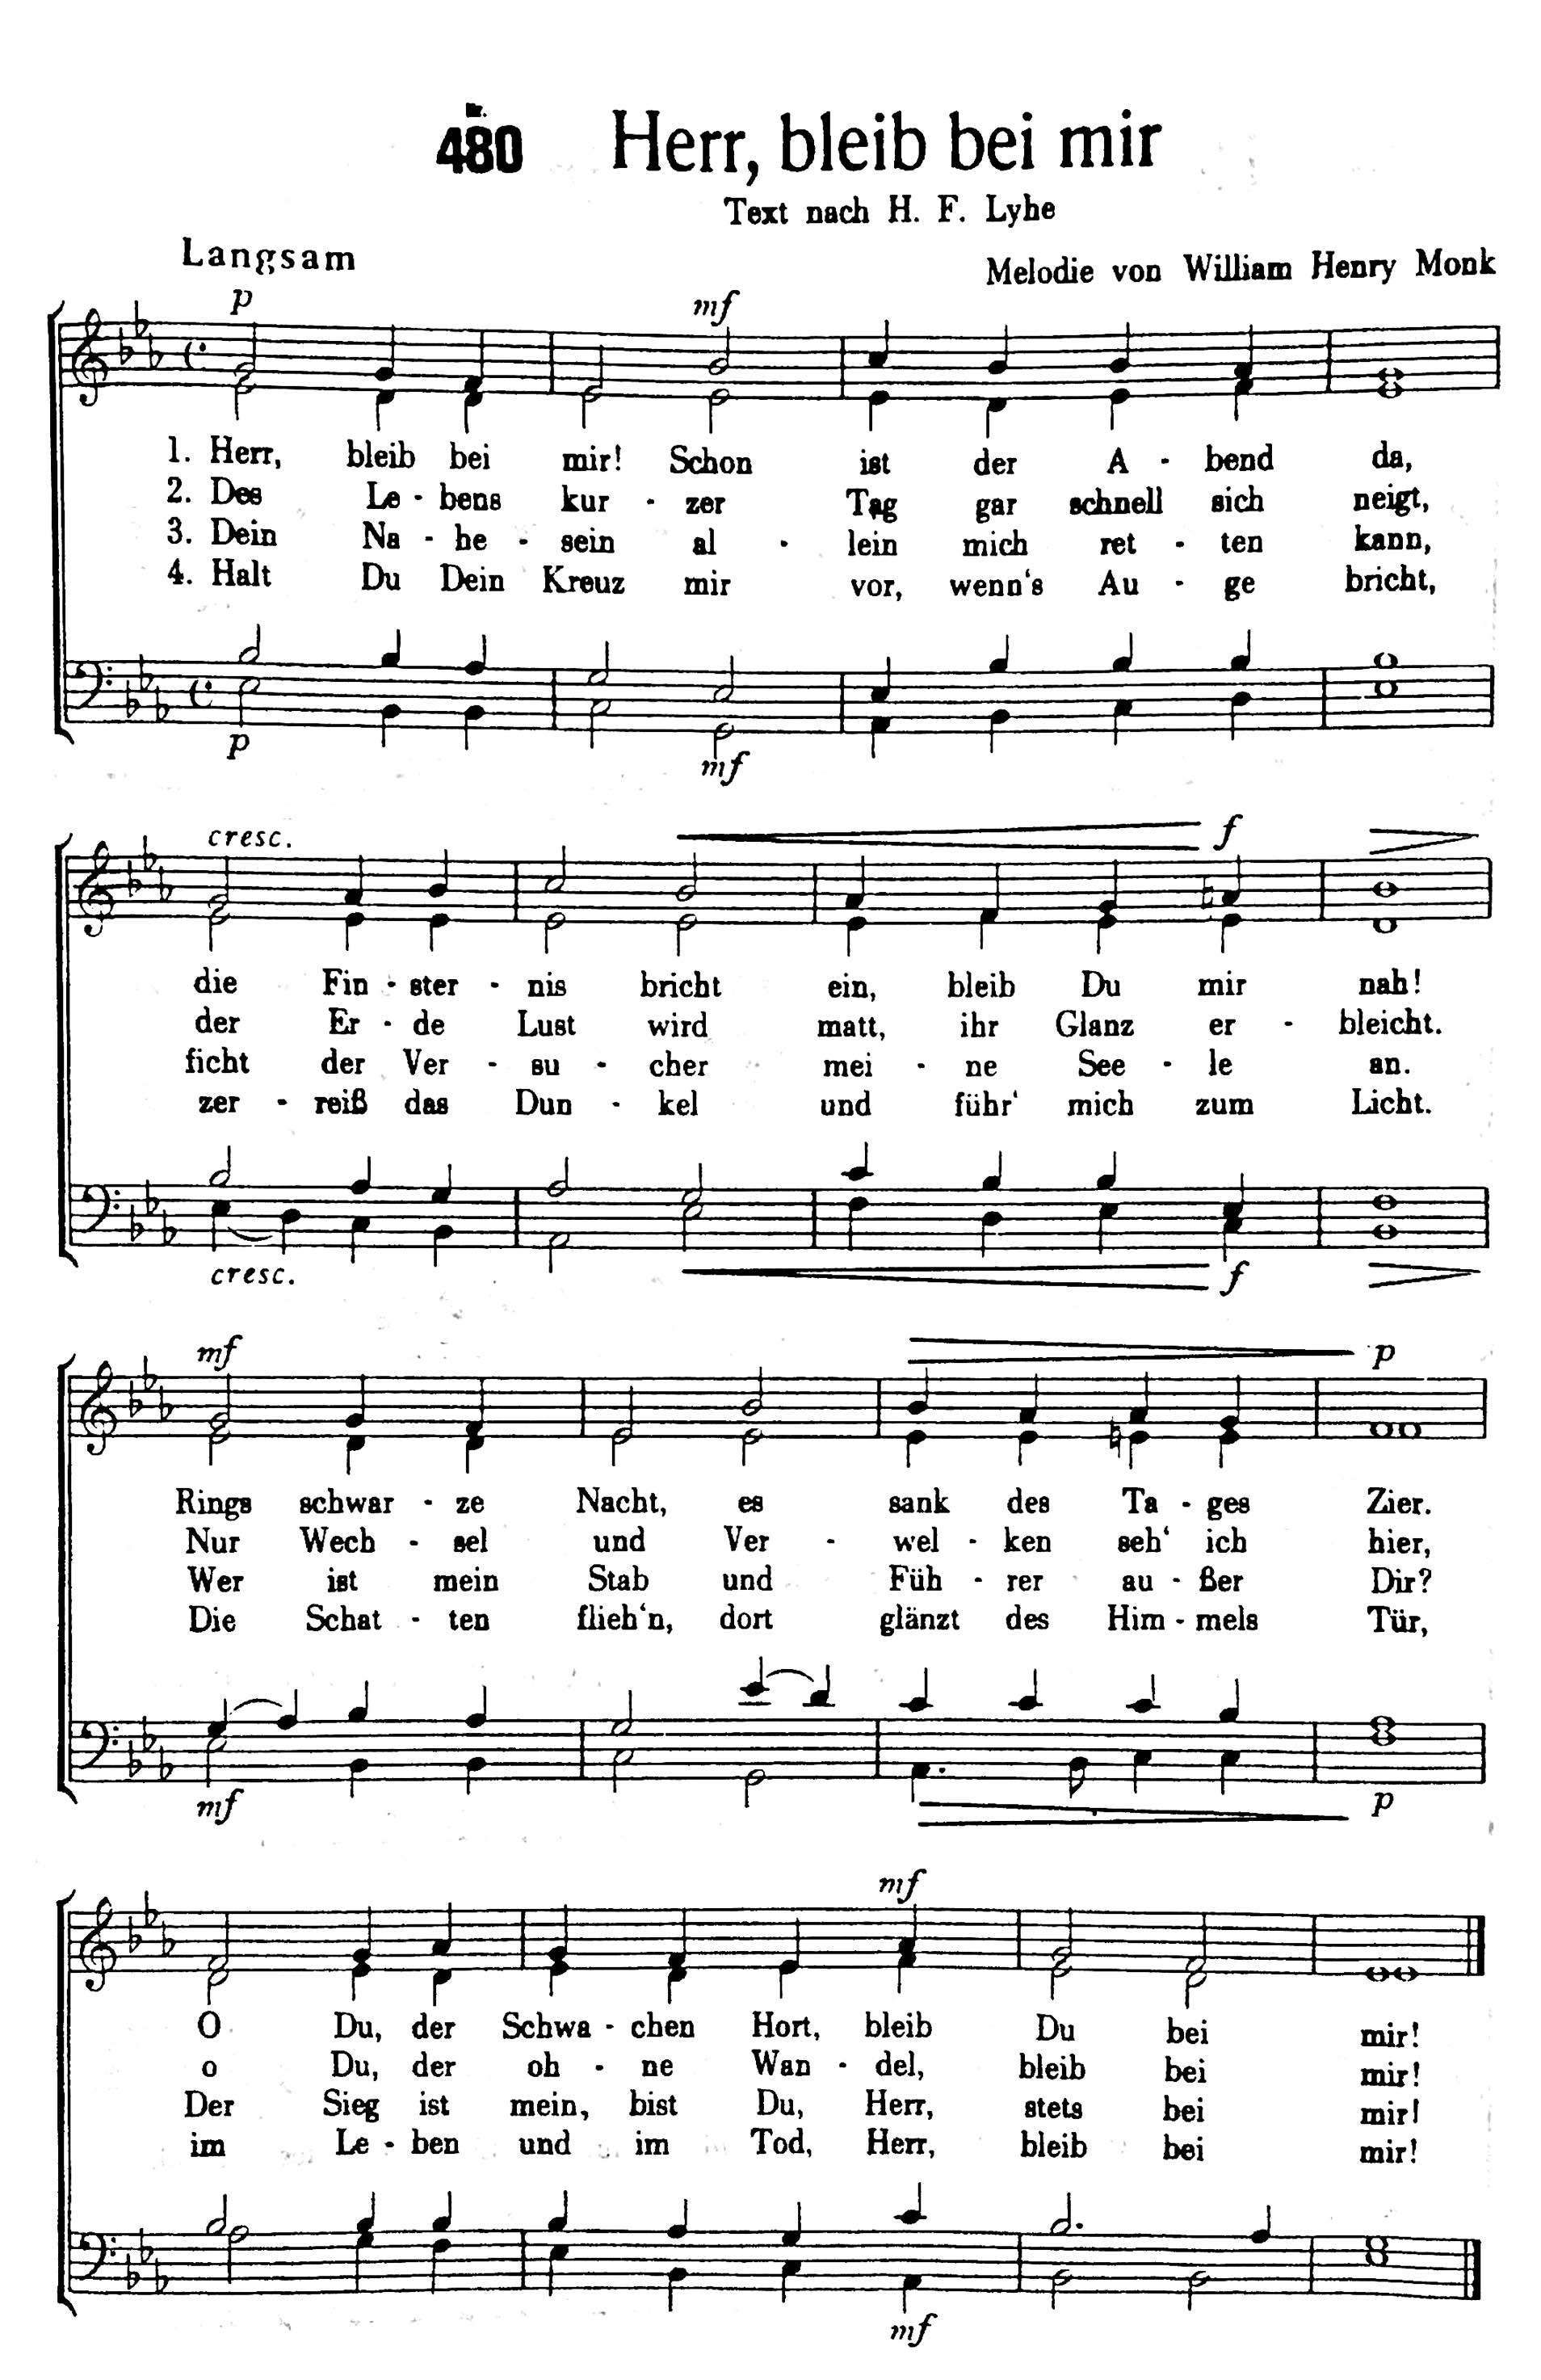 Nr.
480 Herr, bleib bei mir
Text nach H. F. Lyhe
Langsam
Melodie von William Henry Monk
p mf
1. Herr, bleib bei mir! Schon ist der A - bend da,
2. Des Le - bens kur - zer Tag gar schnell sich neigt,
3. Dein Na - he - sein al - lein mich ret - ten kann,
4. Halt Du Dein Kreuz mir vor, wenn‘s Au - ge bricht,
p mf
cresc. f
die Fin - ster - nis bricht ein, bleib Du mir nah!
der Er - de Lust wird matt, ihr Glanz er - bleicht.
ficht der Ver - su - cher mei - ne See - le an.
zer - reiß das Dun - kel und führ‘ mich zum Licht.
cresc. f
mf p
Rings schwar - ze Nacht, es sank des Ta - ges Zier.
Nur Wech - sel und Ver - wel - ken seh‘ ich hier,
Wer ist mein Stab und Füh - rer au - ßer Dir?
Die Schat - ten flieh‘n, dort glänzt des Him - mels Tür,
mf p
mf
O Du, der Schwa - chen Hort, bleib Du bei mir!
o Du, der oh - ne Wan - del, bleib bei mir!
Der Sieg ist mein, bist Du, Herr, stets bei mir!
im Le - ben und im Tod, Herr, bleib bei mir!
mf